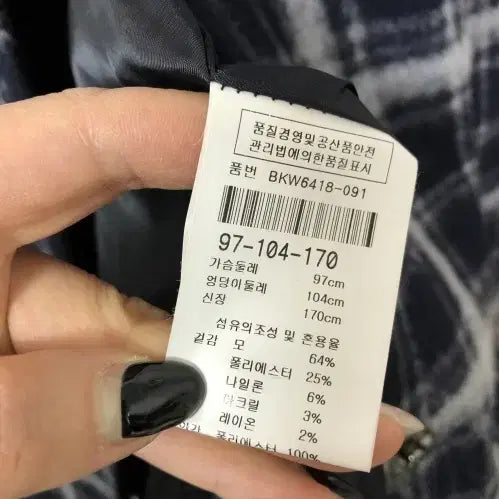 품질경영및공산품안전
관리법에의한품질표시
품번 BKW6418-091
97-104-170
가슴둘레 97cm
엉덩이둘레 104cm
신장 170cm
섬유의조성 및 혼용율
겉감 모 64%
폴리에스터 25%
나일론 6%
아크릴 3%
레이온 2%
안감 폴리에스터 100%